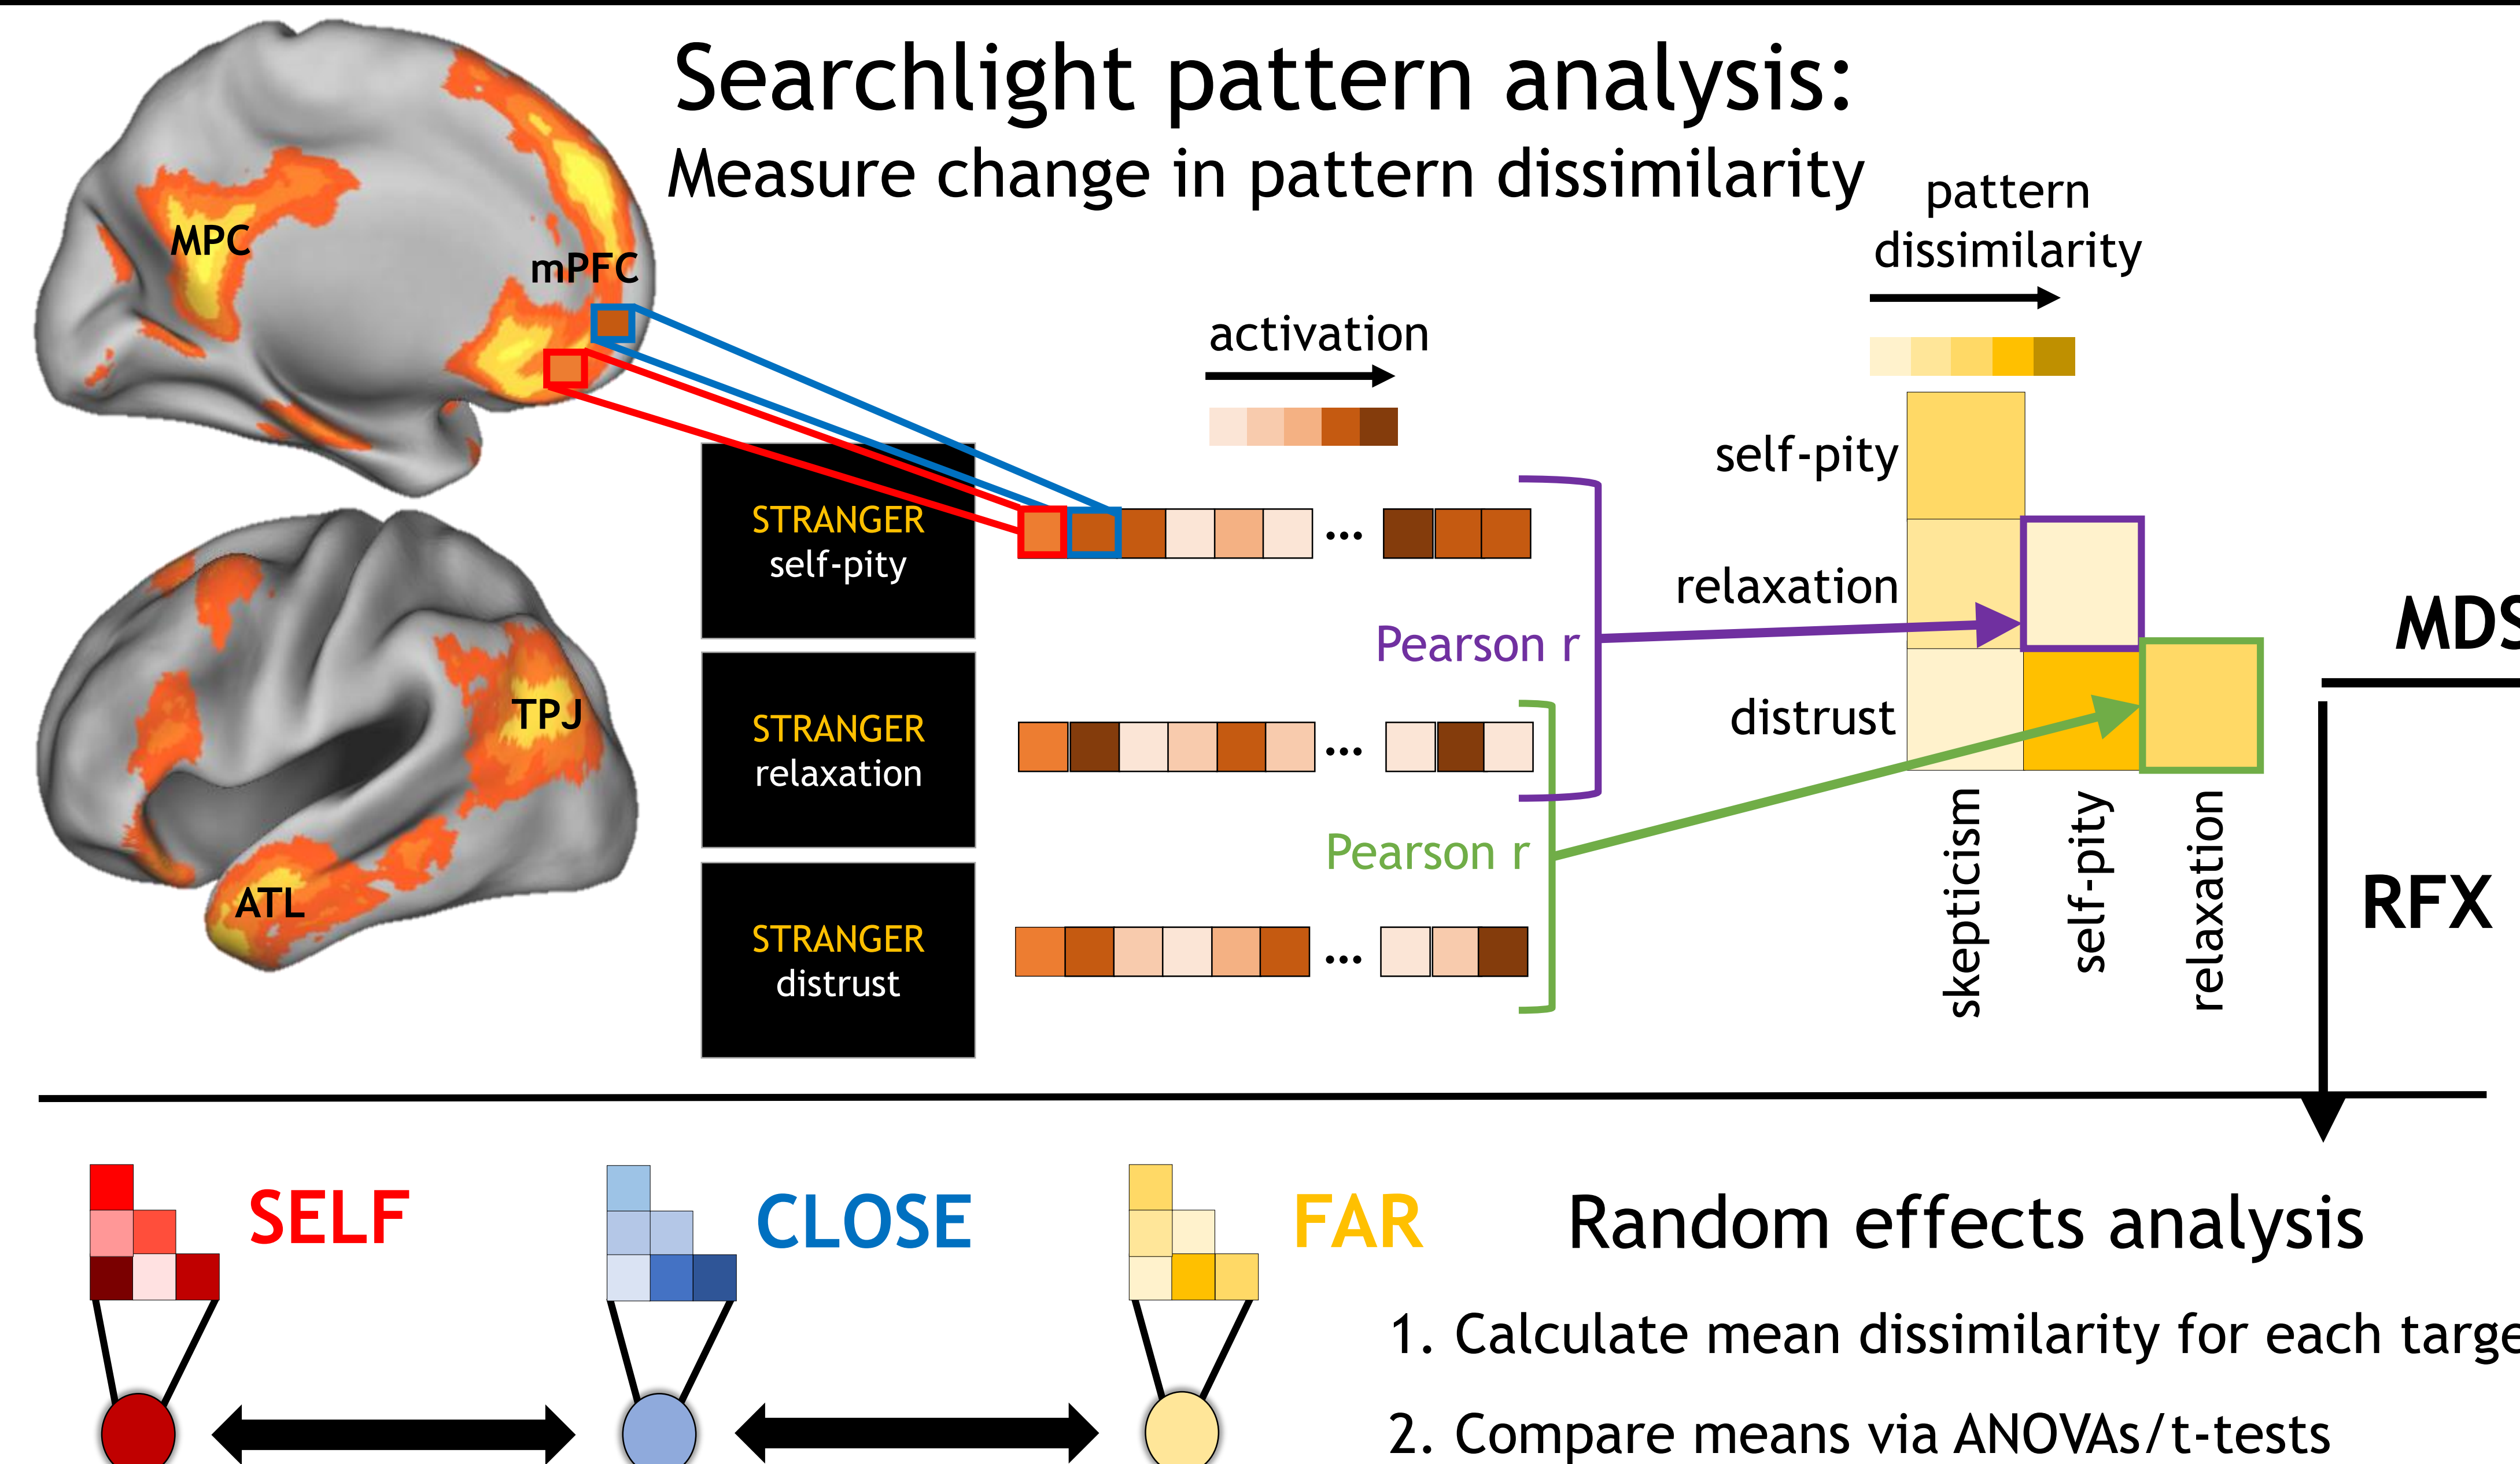 Searchlight pattern analysis:
Measure change in pattern dissimilarity
MPC
mPFC
TPJ
ATL
activation
pattern
dissimilarity
STRANGER
self-pity
...
STRANGER
relaxation
...
STRANGER
distrust
...
Pearson r
Pearson r
self-pity
relaxation
distrust
skepticism
self-pity
relaxation
MDS
RFX
SELF
CLOSE
FAR
Random effects analysis
1. Calculate mean dissimilarity for each targe
2. Compare means via ANOVAs/t-tests